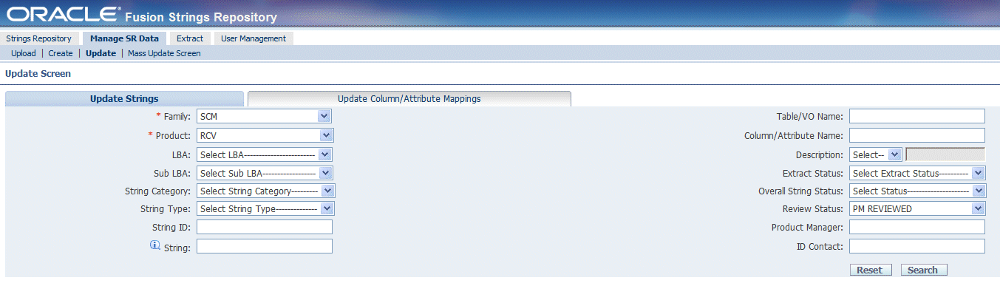 ORACLE® Fusion Strings Repository
Strings Repository Manage SR Data Extract User Management
Upload | Create | Update | Mass Update Screen
Update Screen
Update Strings Update Column/Attribute Mappings
* Family: SCM Table/VO Name:
* Product: RCV Column/Attribute Name:
LBA: Select LBA------------------------ Description: Select--
Sub LBA: Select Sub LBA------------------ Extract Status: Select Extract Status----------
String Category: Select String Category--------- Overall String Status: Select Status---------------------
String Type: Select String Type-------------- Review Status: PM REVIEWED
String ID: Product Manager:
i String: ID Contact:
Reset Search